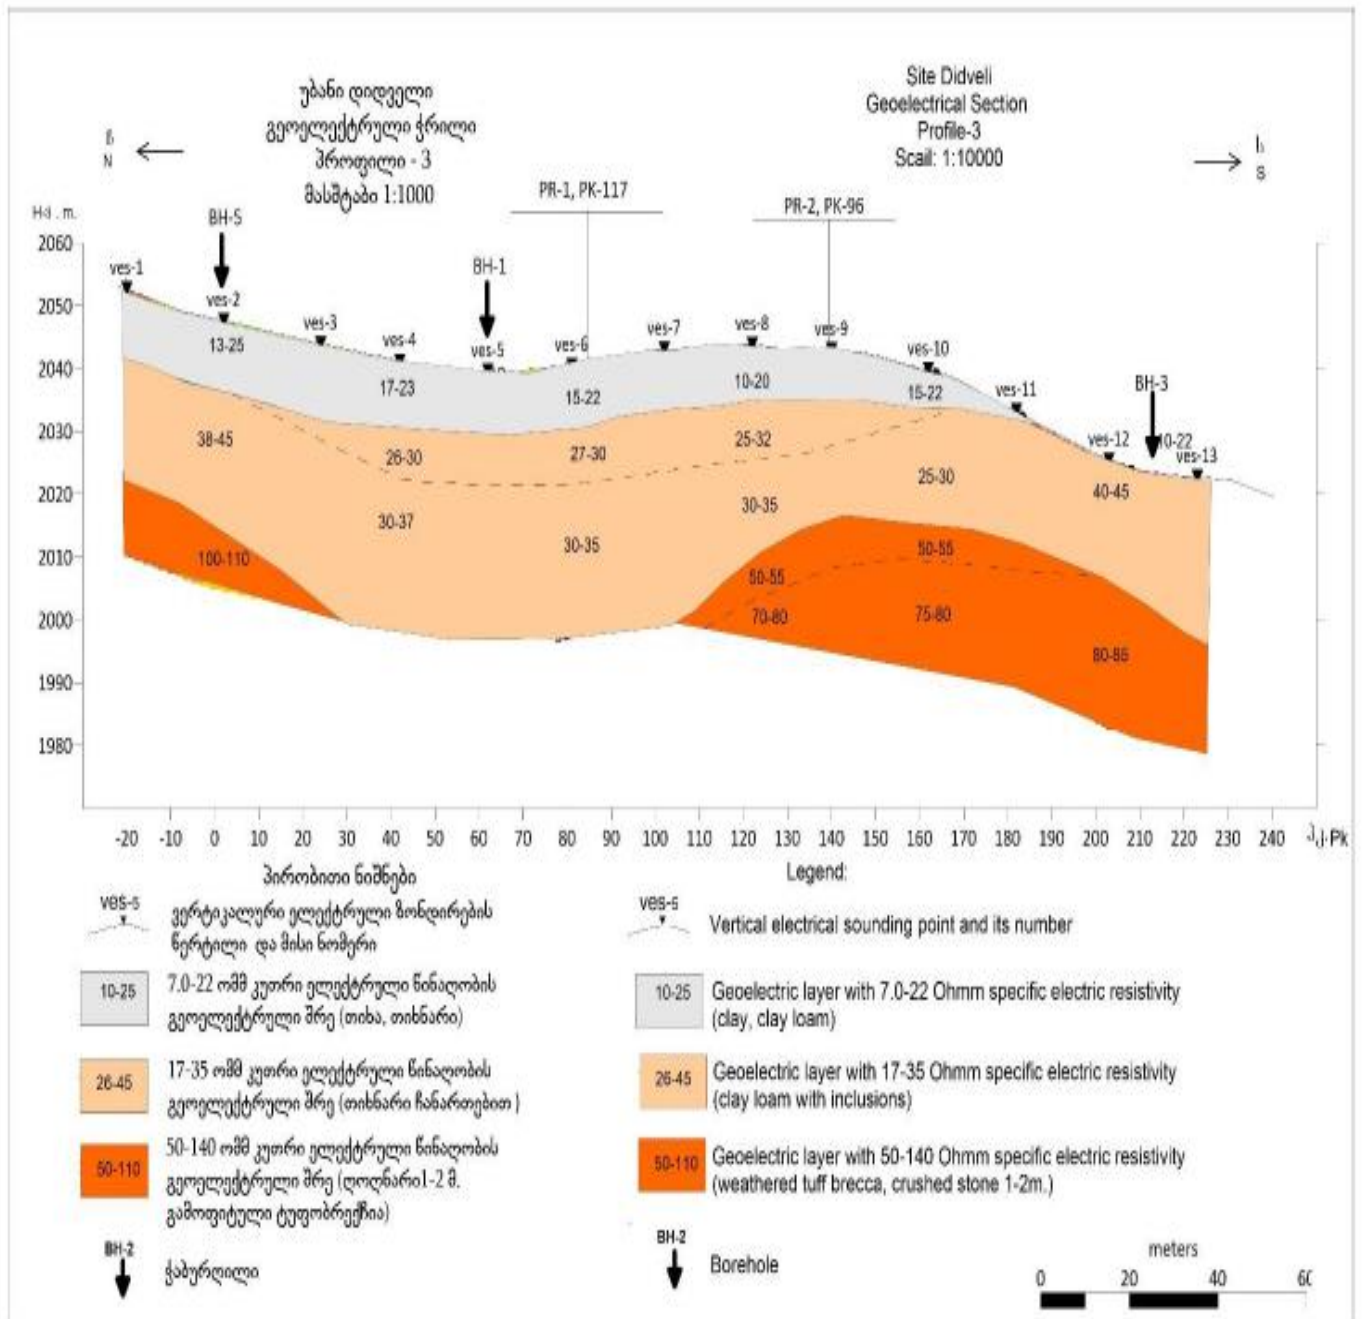 უბანი დიდველი
გეოელექტრული ჭრილი
პროფილი - 3
მასშტაბი 1:1000
Site Didveli
Geoelectrical Section
Profile-3
Scail: 1:10000
ჩ
N
ს
S
PR-1, PK-117
PR-2, PK-96
BH-5
BH-1
BH-3
ves-1
ves-2
ves-3
ves-4
ves-5
ves-6
ves-7
ves-8
ves-9
ves-10
ves-11
ves-12
ves-13
2060
2050
2040
2030
2020
2010
2000
1990
1980
13-25
17-23
15-22
10-20
15-22
10-22
38-45
26-30
27-30
25-32
25-30
40-45
30-37
30-35
30-35
100-110
50-55
50-55
70-80
75-80
80-85
-20 -10 0 10 20 30 40 50 60 70 80 90 100 110 120 130 140 150 160 170 180 190 200 210 220 230 240 პკ-Pk
პირობითი ნიშნები
ves-5
ვერტიკალური ელექტრული ზონდირების
წერტილი და მისი ნომერი
10-25
7.0-22 ომმ კუთრი ელექტრული წინაღობის
გეოელექტრული შრე (თიხა, თიხნარი)
26-45
17-35 ომმ კუთრი ელექტრული წინაღობის
გეოელექტრული შრე (თიხნარი ჩანართებით )
50-110
50-140 ომმ კუთრი ელექტრული წინაღობის
გეოელექტრული შრე (ღოღნარი1-2 მ.
გამოფიტული ტუფობრექჩია)
BH-2
ჭაბურღილი
Legend:
ves-5
Vertical electrical sounding point and its number
10-25
Geoelectric layer with 7.0-22 Ohmm specific electric resistivity
(clay, clay loam)
26-45
Geoelectric layer with 17-35 Ohmm specific electric resistivity
(clay loam with inclusions)
50-110
Geoelectric layer with 50-140 Ohmm specific electric resistivity
(weathered tuff brecca, crushed stone 1-2m.)
BH-2
Borehole
meters
0 20 40